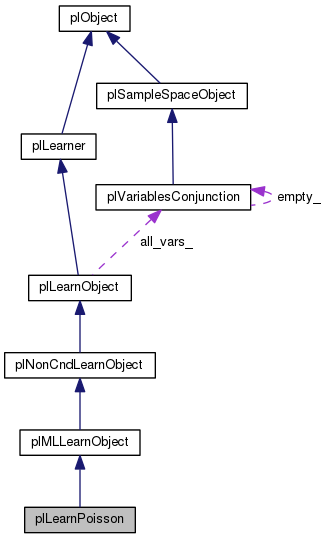 plObject
plSampleSpaceObject
plLearner
plVariablesConjunction
empty_
all_vars_
plLearnObject
plNonCndLearnObject
plMLLearnObject
plLearnPoisson